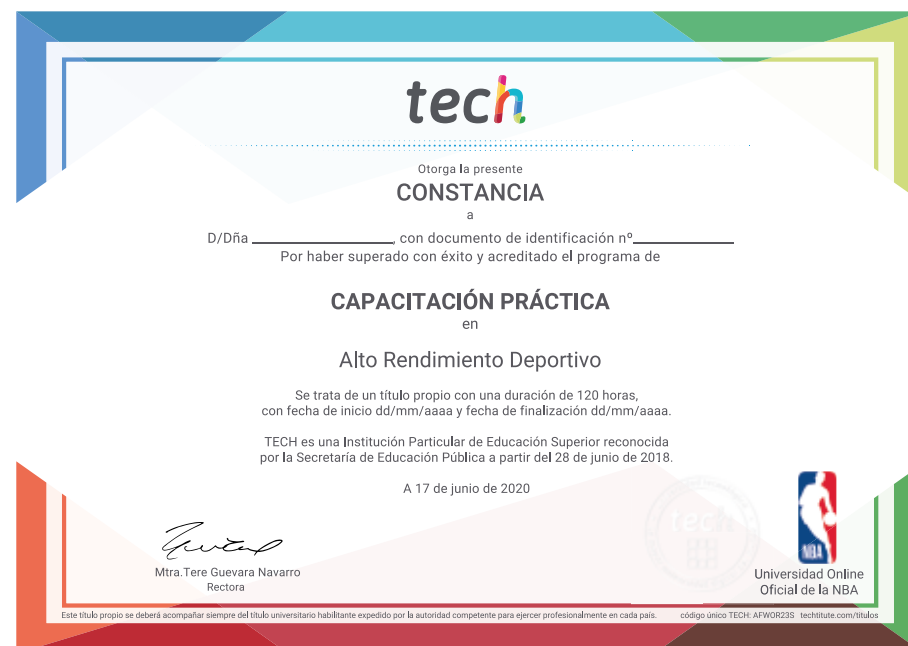 tech
Otorga la presente
CONSTANCIA
a
D/Dña ____________________, con documento de identificación nº______________
Por haber superado con éxito y acreditado el programa de
CAPACITACIÓN PRÁCTICA
en
Alto Rendimiento Deportivo
Se trata de un título propio con una duración de 120 horas,
con fecha de inicio dd/mm/aaaa y fecha de finalización dd/mm/aaaa.
TECH es una Institución Particular de Educación Superior reconocida
por la Secretaría de Educación Pública a partir del 28 de junio de 2018.
A 17 de junio de 2020
tech
NBA
Mtra.Tere Guevara Navarro
Rectora
Universidad Online
Oficial de la NBA
Este título propio se deberá acompañar siempre del título universitario habilitante expedido por la autoridad competente para ejercer profesionalmente en cada país. código único TECH: AFWOR23S techtitute.com/titulos